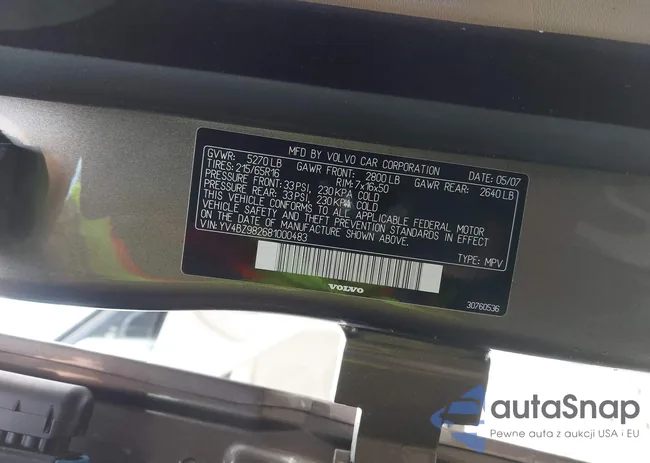 MFD BY VOLVO CAR CORPORATION DATE: 05/07
GVWR: 5270 LB GAWR FRONT: 2800 LB GAWR REAR: 2640 LB
TIRES: 215/65R16 RIM: 7x16x50
PRESSURE FRONT: 33 PSI, 230 KPA COLD
PRESSURE REAR: 33 PSI, 230 KPA COLD
THIS VEHICLE CONFORMS TO ALL APPLICABLE FEDERAL MOTOR
VEHICLE SAFETY AND THEFT PREVENTION STANDARDS IN EFFECT
ON THE DATE OF MANUFACTURE SHOWN ABOVE.
VIN: YV4BZ982681000483 TYPE: MPV
VOLVO
30760536
autoSnap
Pewne auta z aukcji USA i EU